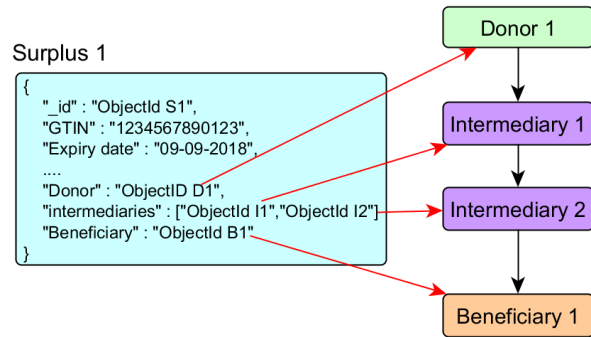 Surplus 1
{
"_id" : "ObjectId S1",
"GTIN" : "1234567890123",
"Expiry date" : "09-09-2018",
....
"Donor" : "ObjectID D1",
"intermediaries" : ["ObjectId I1","ObjectId I2"]
"Beneficiary" : "ObjectId B1"
}
Donor 1
Intermediary 1
Intermediary 2
Beneficiary 1